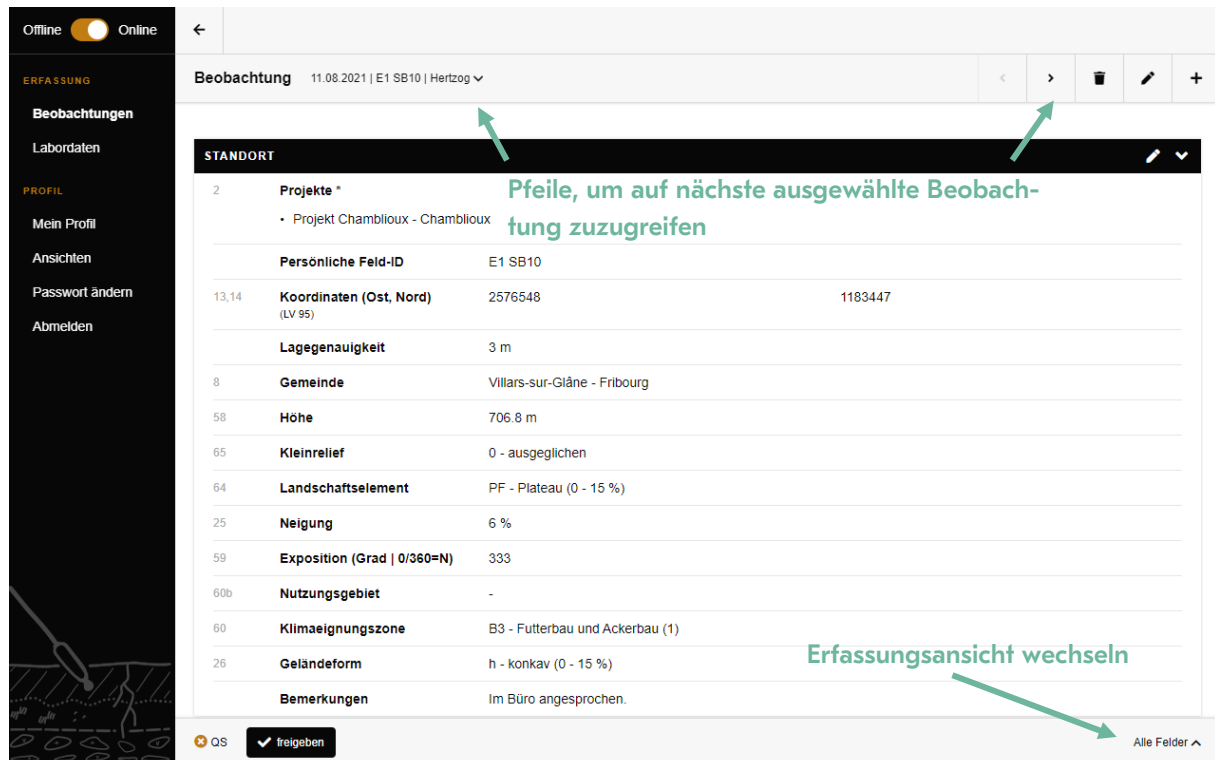 Offline Online
ERFASSUNG
Beobachtungen
Labordaten
PROFIL
Mein Profil
Ansichten
Passwort ändern
Abmelden
Beobachtung 11.08.2021 | E1 SB10 | Hertzog
STANDORT
2 Projekte *
• Projekt Chamblioux - Chamblioux
Pfeile, um auf nächste ausgewählte Beobach-
tung zuzugreifen
Persönliche Feld-ID E1 SB10
13,14 Koordinaten (Ost, Nord) 2576548 1183447
(LV 95)
Lagegenauigkeit 3 m
8 Gemeinde Villars-sur-Glâne - Fribourg
58 Höhe 706.8 m
65 Kleinrelief 0 - ausgeglichen
64 Landschaftselement PF - Plateau (0 - 15 %)
25 Neigung 6 %
59 Exposition (Grad | 0/360=N) 333
60b Nutzungsgebiet -
60 Klimaeignungszone B3 - Futterbau und Ackerbau (1)
26 Geländeform h - konkav (0 - 15 %)
Erfassungsansicht wechseln
Bemerkungen Im Büro angesprochen.
QS freigeben Alle Felder